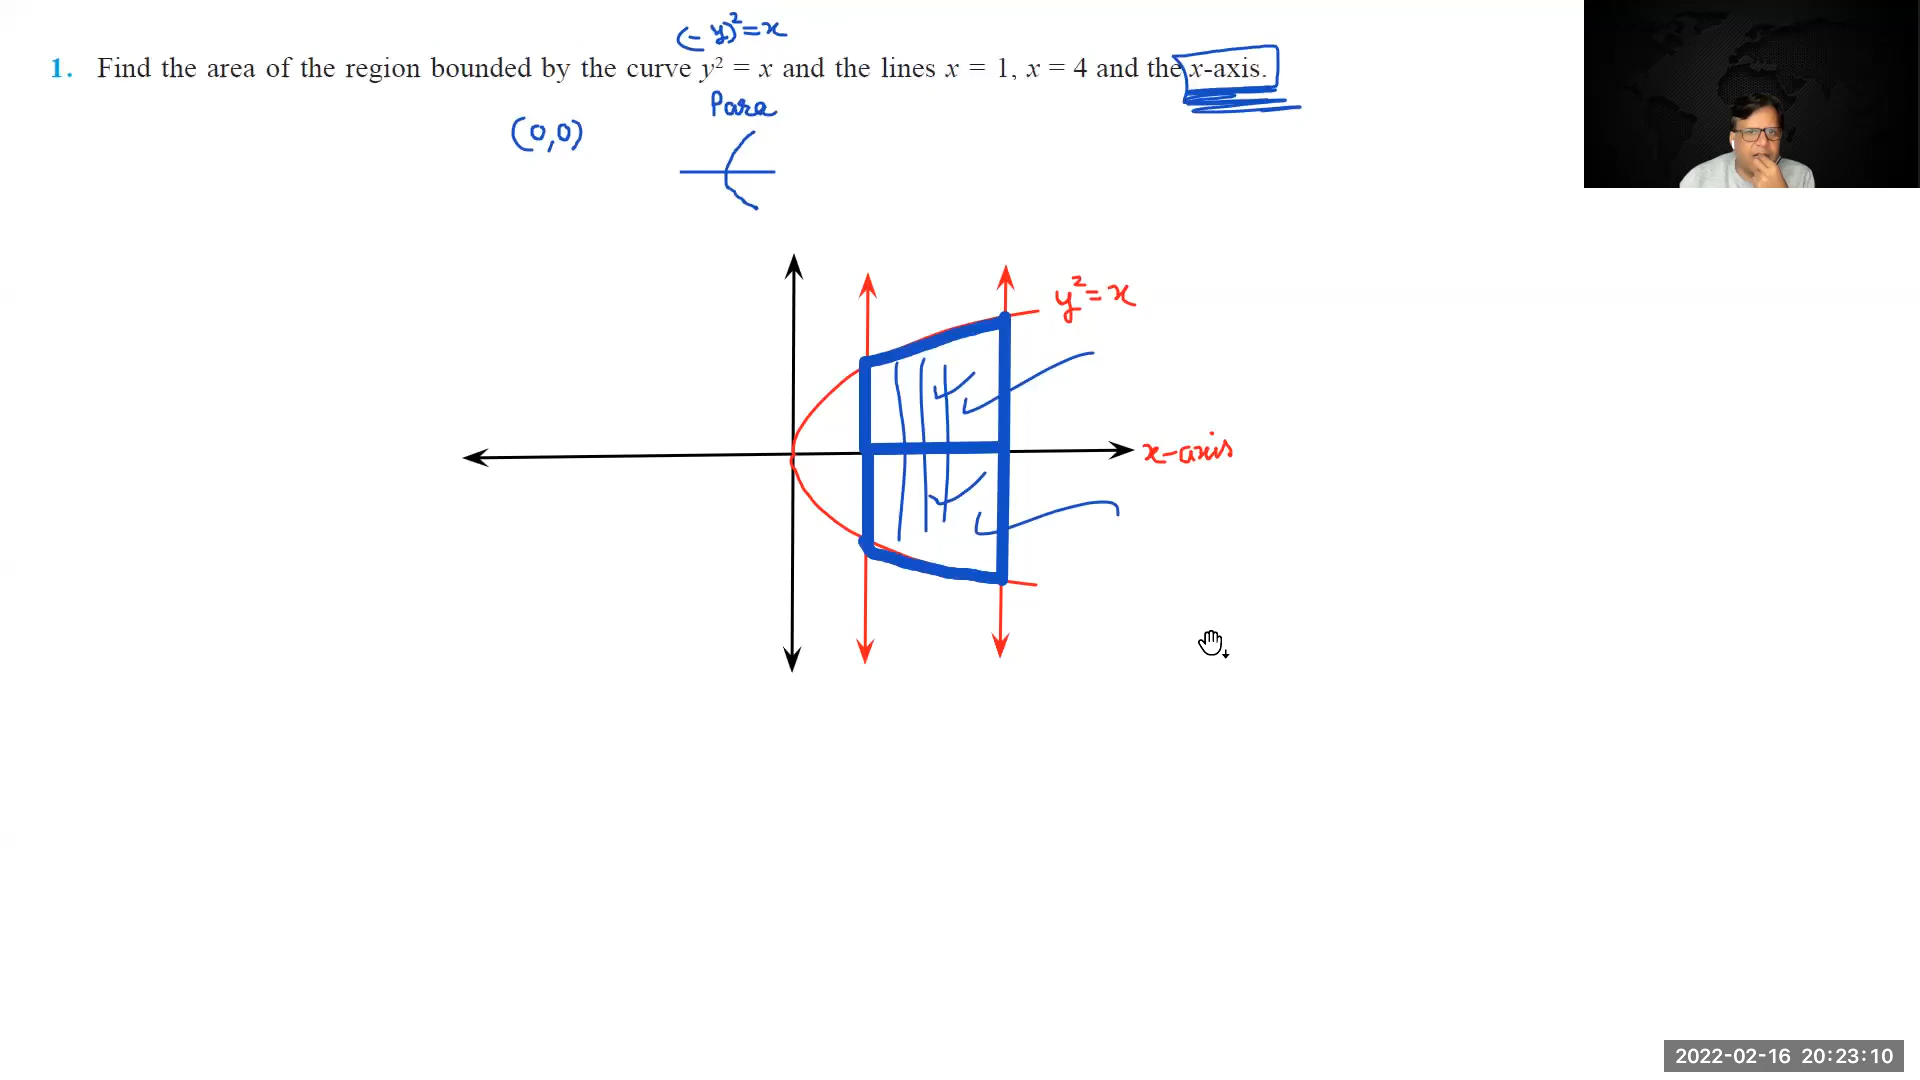 (-y)²=x
1. Find the area of the region bounded by the curve y² = x and the lines x = 1, x = 4 and the x-axis.
Para
(0,0)
y²=x
x-axis
2022-02-16 20:23:10